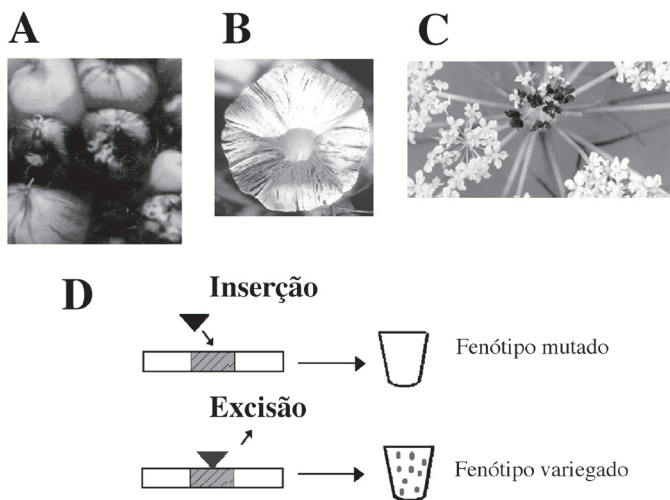 A
B
C
D
Inserção
Fenótipo mutado
Excisão
Fenótipo variegado